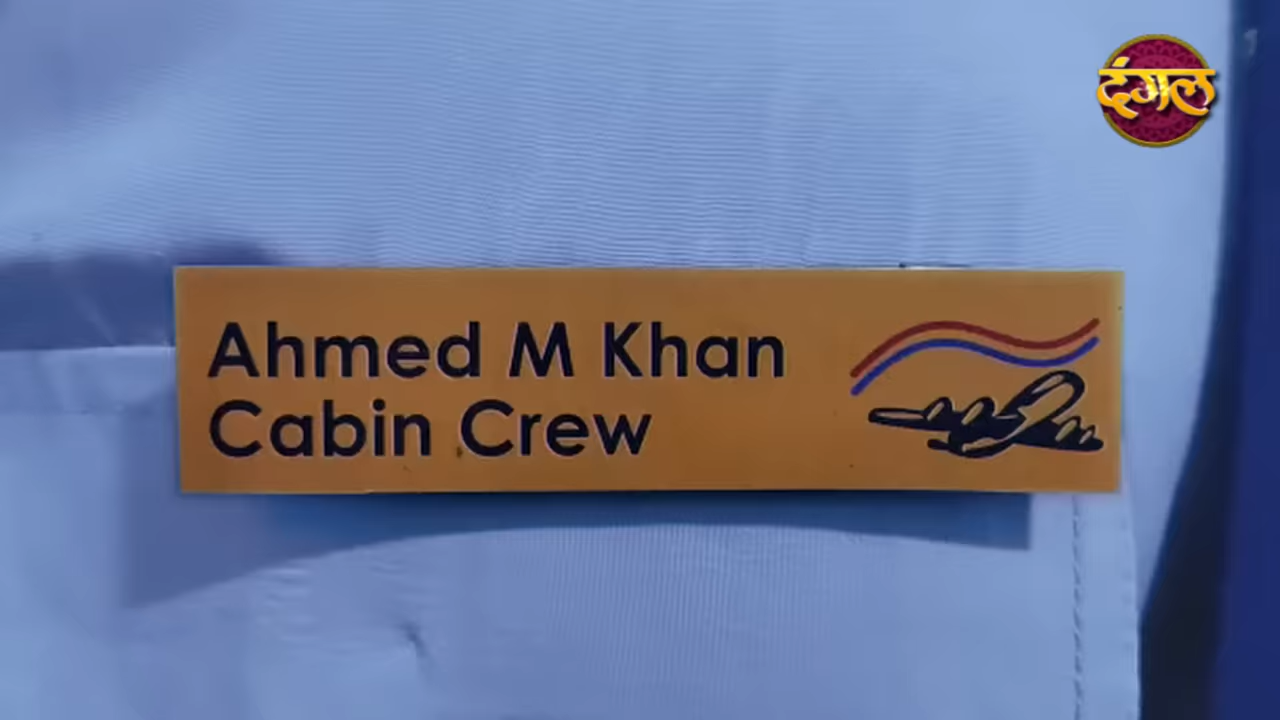 दंगल
Ahmed M Khan
Cabin Crew